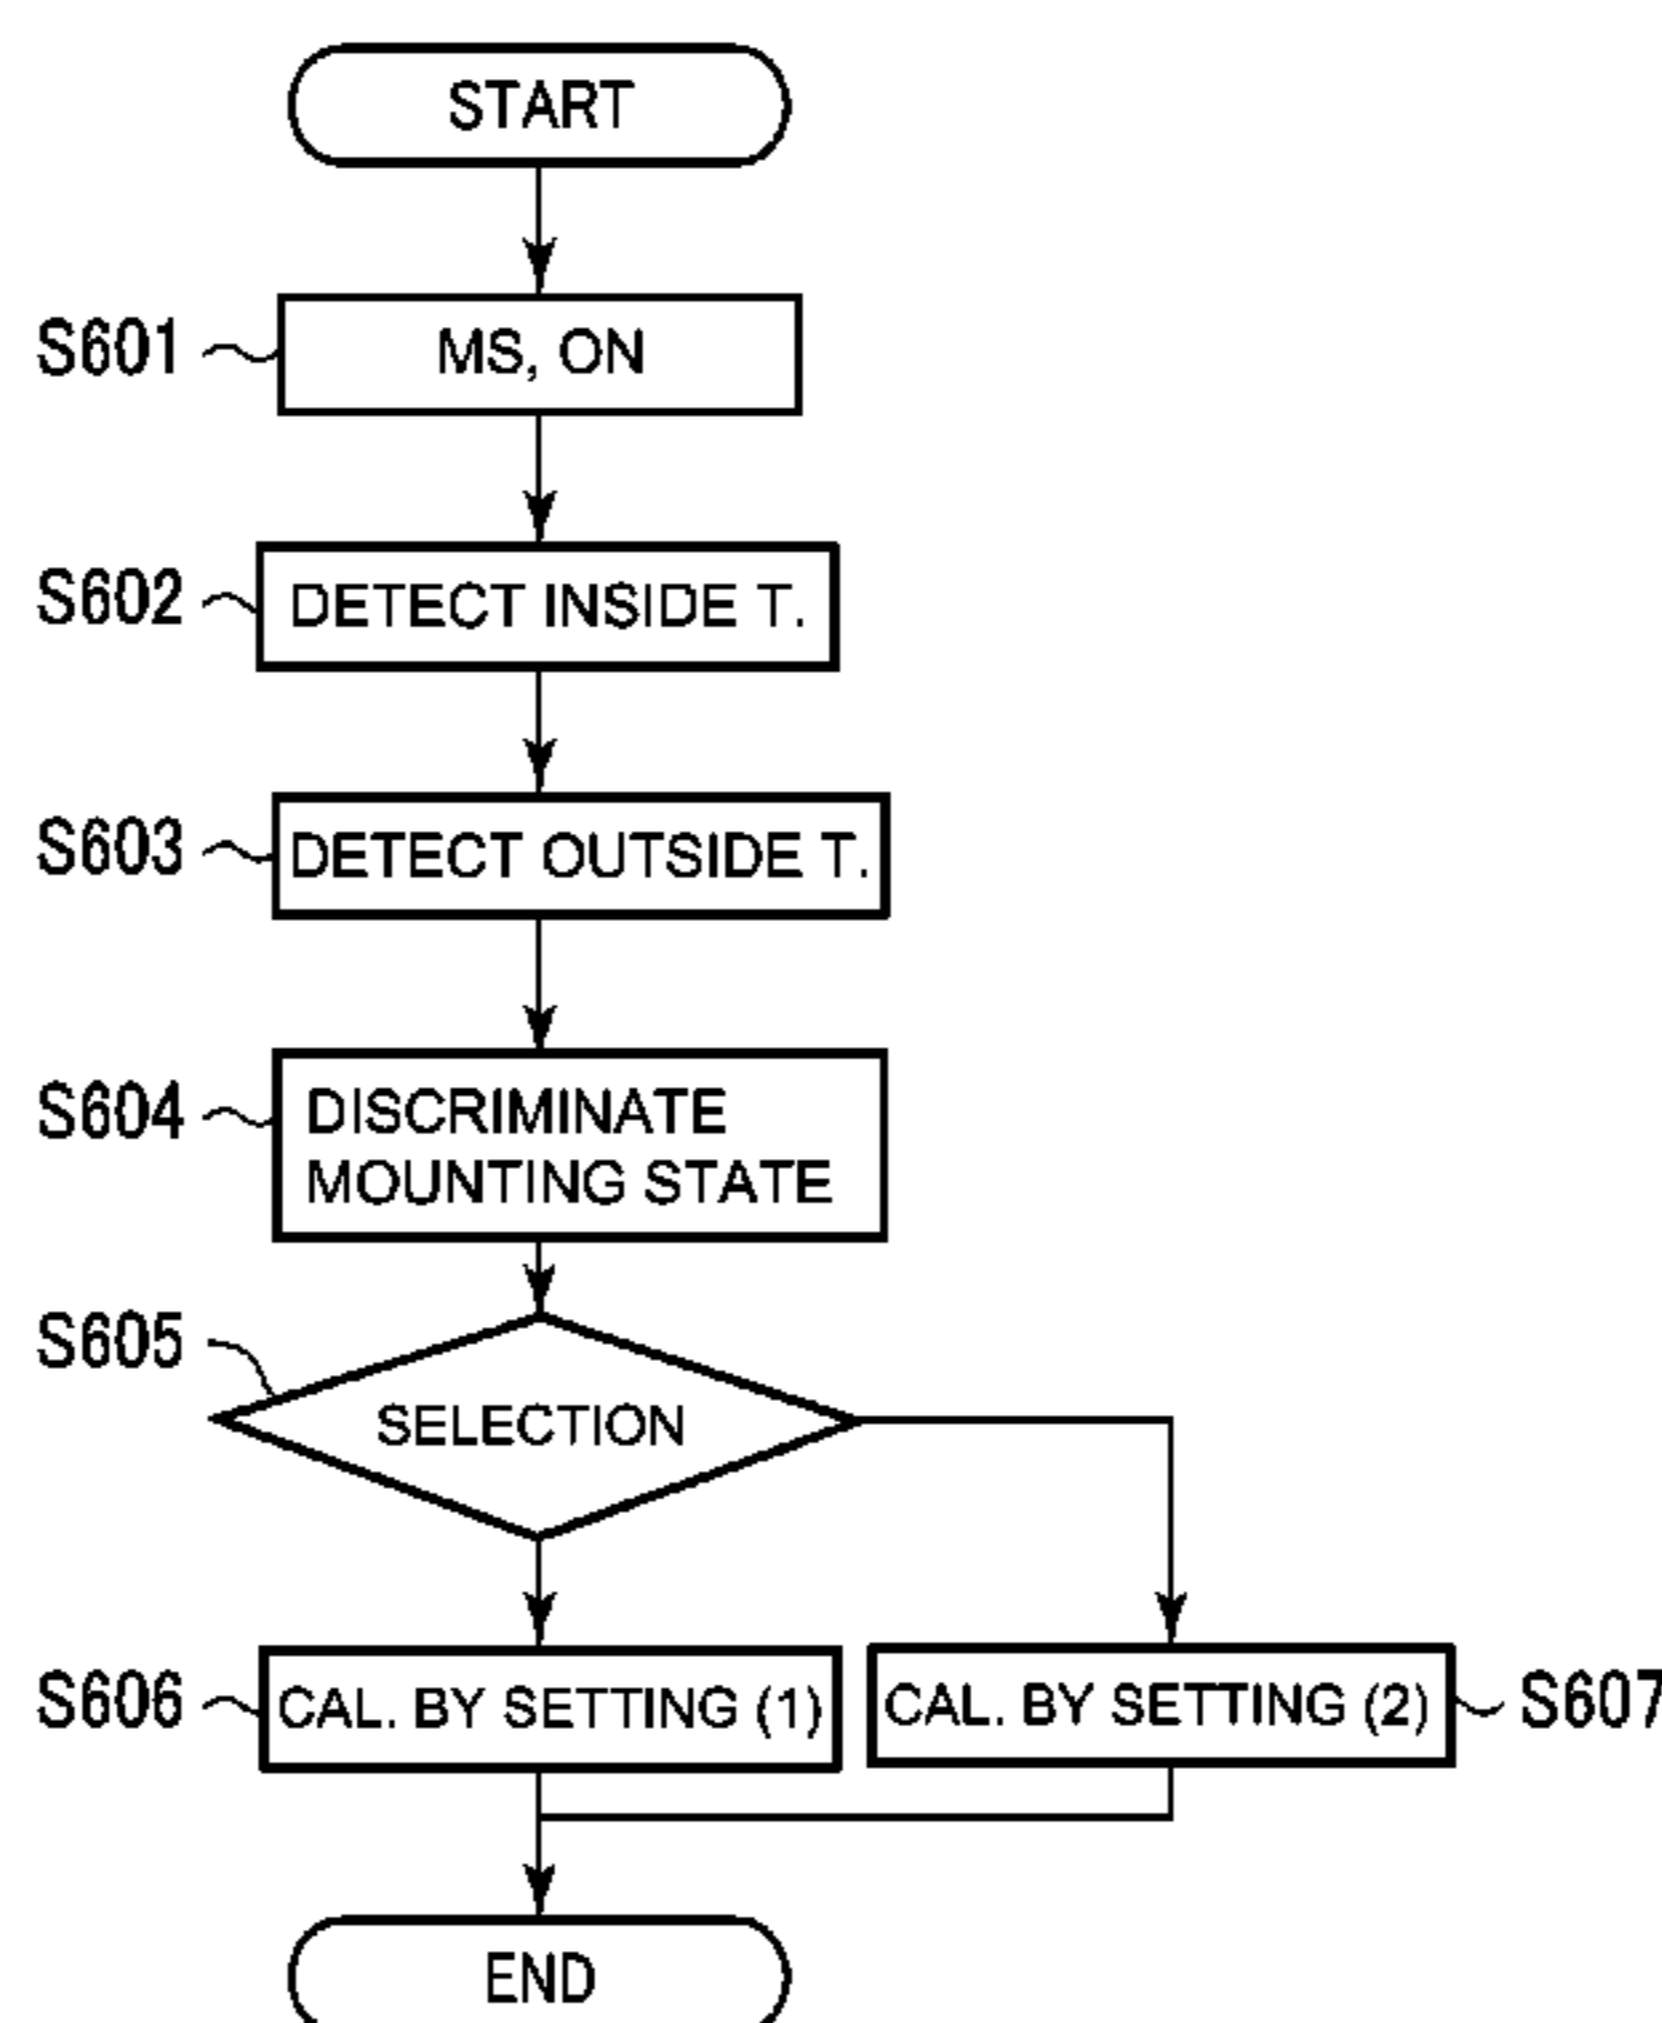 START
S601
MS, ON
S602
DETECT INSIDE T.
S603
DETECT OUTSIDE T.
S604
DISCRIMINATE
MOUNTING STATE
S605
SELECTION
S606
CAL. BY SETTING (1)
CAL. BY SETTING (2)
S607
END